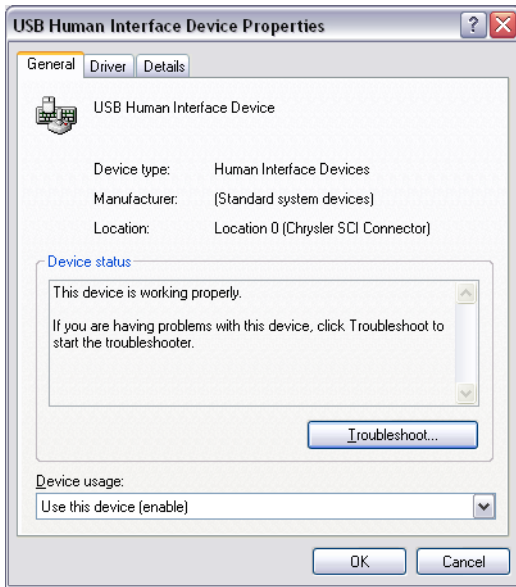 USB Human Interface Device Properties
General Driver Details
USB Human Interface Device
Device type: Human Interface Devices
Manufacturer: (Standard system devices)
Location: Location 0 (Chrysler SCI Connector)
Device status
This device is working properly.
If you are having problems with this device, click Troubleshoot to
start the troubleshooter.
Troubleshoot...
Device usage:
Use this device (enable)
OK Cancel